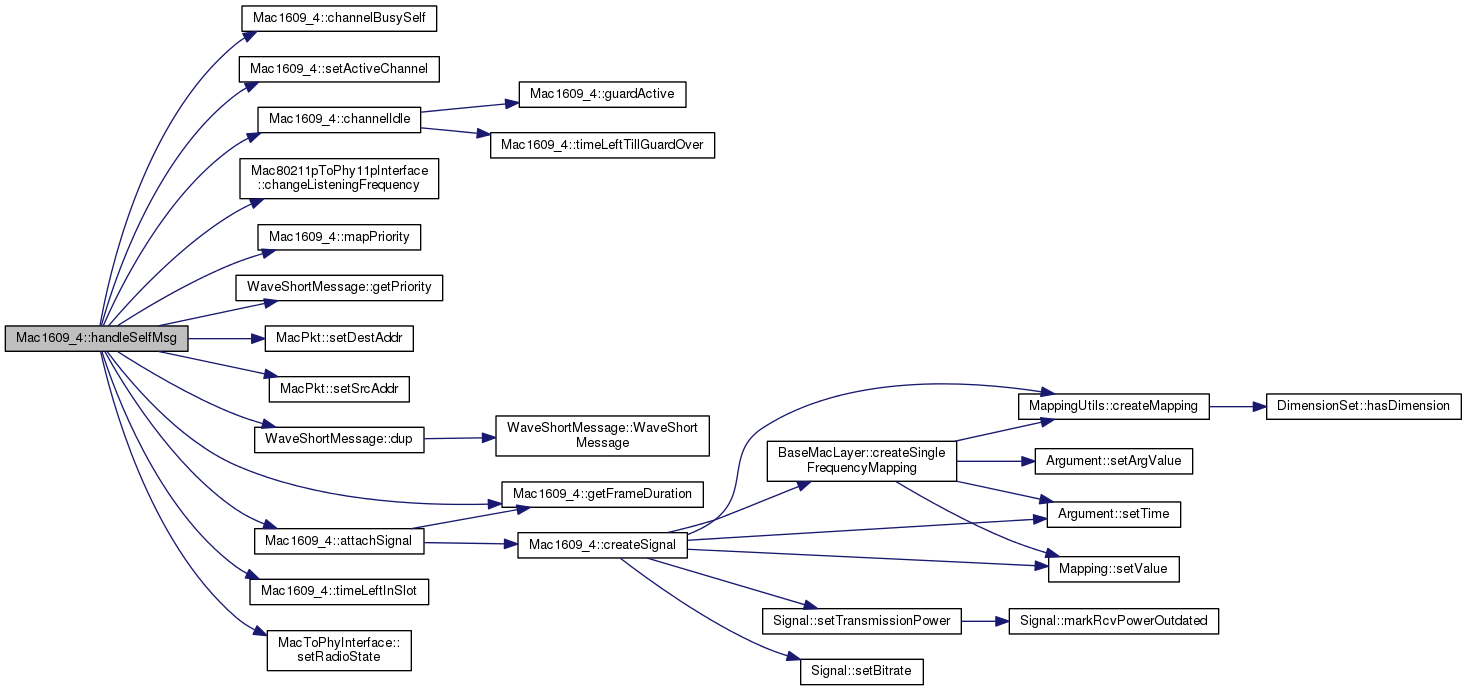 Mac1609_4::channelBusySelf
Mac1609_4::setActiveChannel
Mac1609_4::guardActive
Mac1609_4::channelIdle
Mac1609_4::timeLeftTillGuardOver
Mac80211pToPhy11pInterface
::changeListeningFrequency
Mac1609_4::mapPriority
WaveShortMessage::getPriority
Mac1609_4::handleSelfMsg
MacPkt::setDestAddr
MacPkt::setSrcAddr
MappingUtils::createMapping
DimensionSet::hasDimension
WaveShortMessage::dup
WaveShortMessage::WaveShort
Message
BaseMacLayer::createSingle
FrequencyMapping
Argument::setArgValue
Mac1609_4::getFrameDuration
Argument::setTime
Mac1609_4::attachSignal
Mac1609_4::createSignal
Mapping::setValue
Mac1609_4::timeLeftInSlot
Signal::setTransmissionPower
Signal::markRcvPowerOutdated
MacToPhyInterface::
setRadioState
Signal::setBitrate